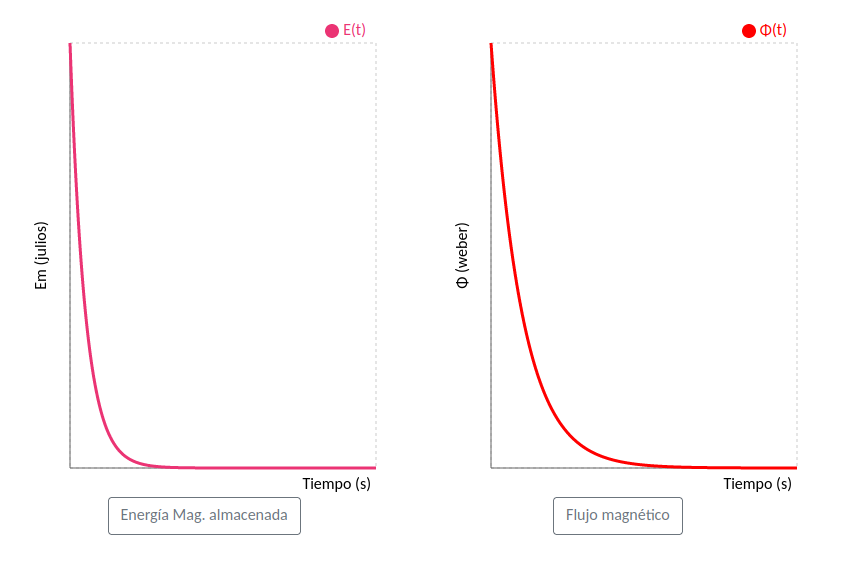 E(t)
Em (julios)
Tiempo (s)
Energía Mag. almacenada
Φ(t)
Φ (weber)
Tiempo (s)
Flujo magnético